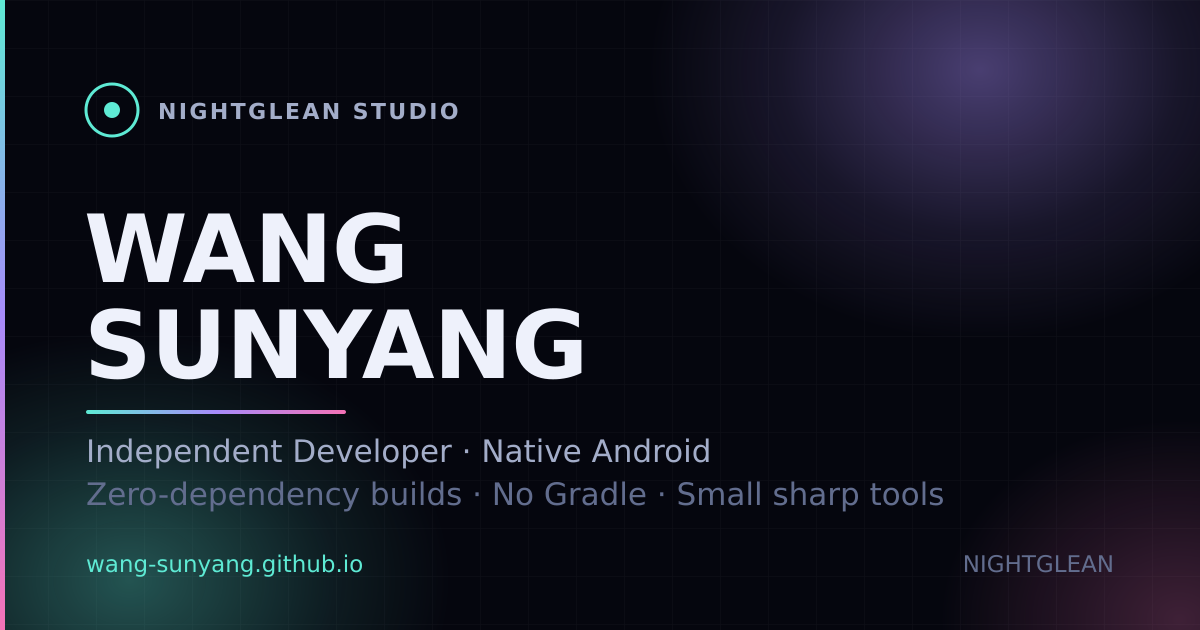 NIGHTGLEAN STUDIO
WANG
SUNYANG
Independent Developer · Native Android
Zero-dependency builds · No Gradle · Small sharp tools
wang-sunyang.github.io
NIGHTGLEAN